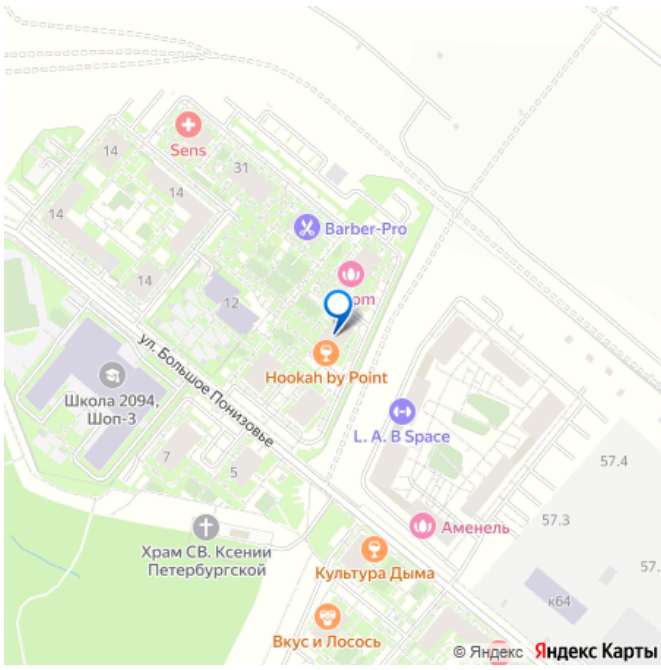 Sens
14
31
14
14
Barber-Pro
14
12
ул. Большое Понизовье
Hookah by Point
Школа 2094,
Шоп-3
L. A. B Space
7
5
57.4
Храм СВ. Ксении
Петербургской
Аменель
57.3
Культура Дыма
57.
к64
Вкус и Лосось
© Яндекс Яндекс Карты